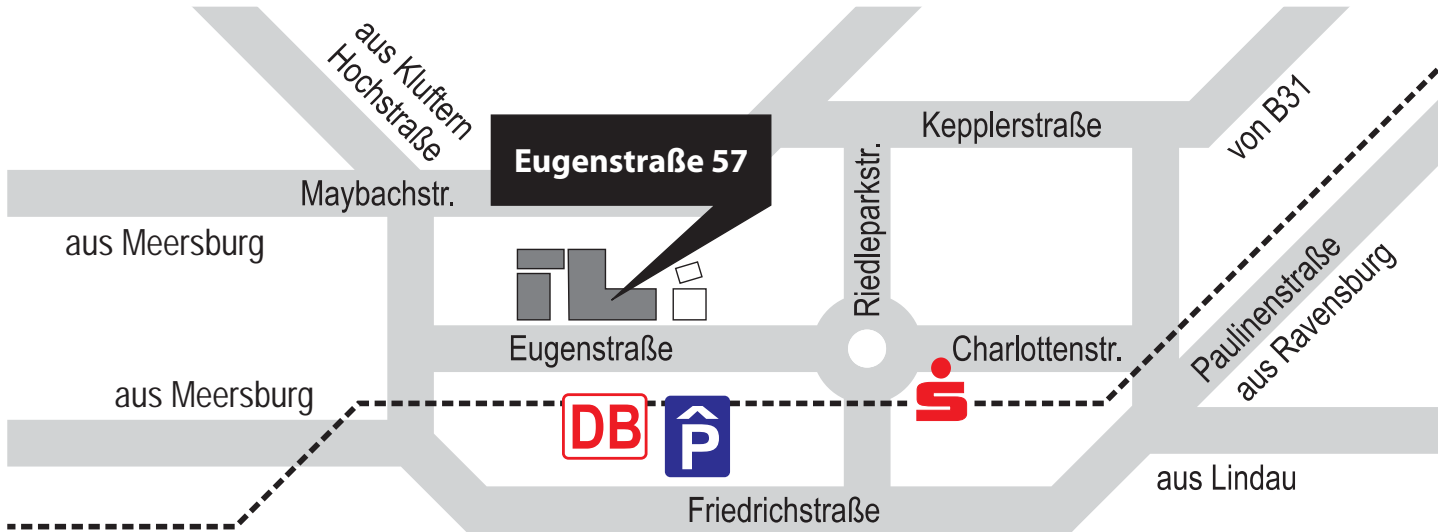 aus Kluftern
Hochstraße
Kepplerstraße
von B31
Eugenstraße 57
Maybachstr.
aus Meersburg
Riedleparkstr.
Paulinenstraße
aus Ravensburg
Eugenstraße
Charlottenstr.
aus Meersburg
S
DB
P
aus Lindau
Friedrichstraße